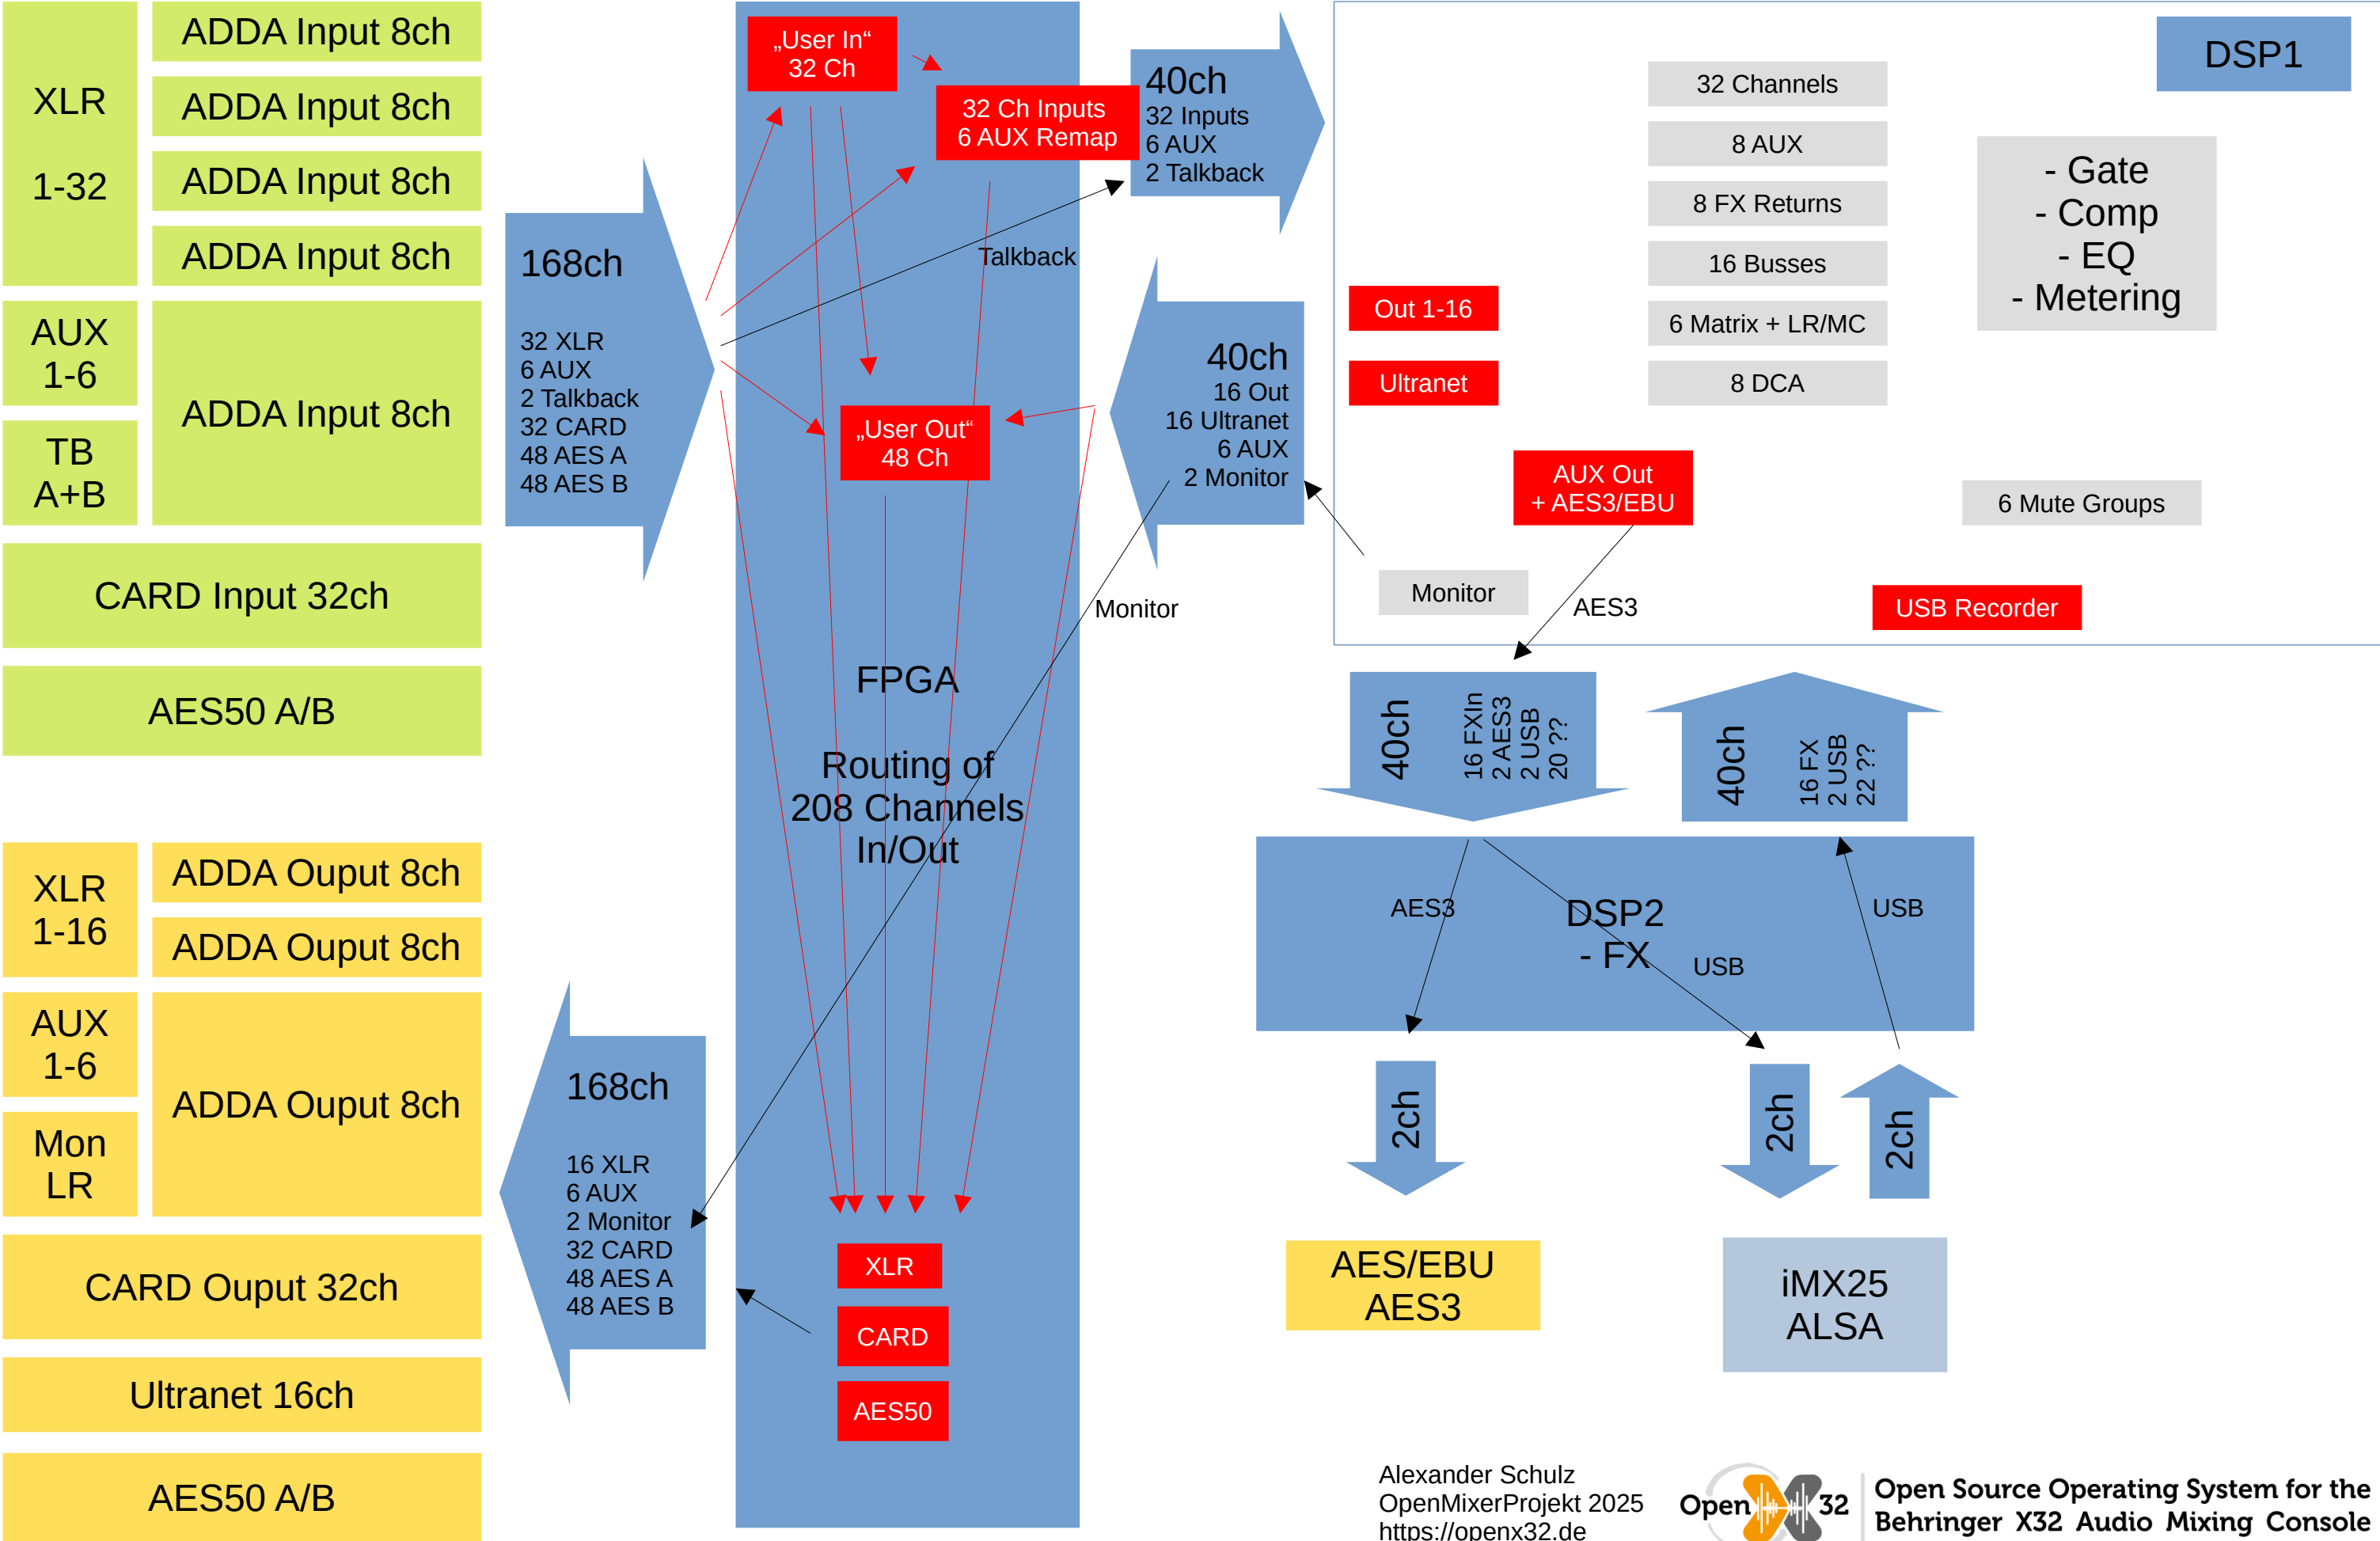 XLR
1-32
ADDA Input 8ch
ADDA Input 8ch
ADDA Input 8ch
ADDA Input 8ch
AUX
1-6
TB
A+B
ADDA Input 8ch
CARD Input 32ch
AES50 A/B
XLR
1-16
ADDA Ouput 8ch
ADDA Ouput 8ch
AUX
1-6
Mon
LR
ADDA Ouput 8ch
CARD Ouput 32ch
Ultranet 16ch
AES50 A/B
168ch
32 XLR
6 AUX
2 Talkback
32 CARD
48 AES A
48 AES B
168ch
16 XLR
6 AUX
2 Monitor
32 CARD
48 AES A
48 AES B
„User In“
32 Ch
32 Ch Inputs
6 AUX Remap
Talkback
„User Out“
48 Ch
Monitor
FPGA
Routing of
208 Channels
In/Out
XLR
CARD
AES50
40ch
32 Inputs
6 AUX
2 Talkback
40ch
16 Out
16 Ultranet
6 AUX
2 Monitor
DSP1
32 Channels
8 AUX
8 FX Returns
16 Busses
6 Matrix + LR/MC
8 DCA
- Gate
- Comp
- EQ
- Metering
Out 1-16
Ultranet
AUX Out
+ AES3/EBU
6 Mute Groups
Monitor
AES3
USB Recorder
40ch
16 FXIn
2 AES3
2 USB
20 ??
40ch
16 FX
2 USB
22 ??
AES3
DSP2
- FX
USB
USB
2ch
2ch
2ch
AES/EBU
AES3
iMX25
ALSA
Alexander Schulz
OpenMixerProjekt 2025
https://openx32.de
Open X 32
Open Source Operating System for the
Behringer X32 Audio Mixing Console